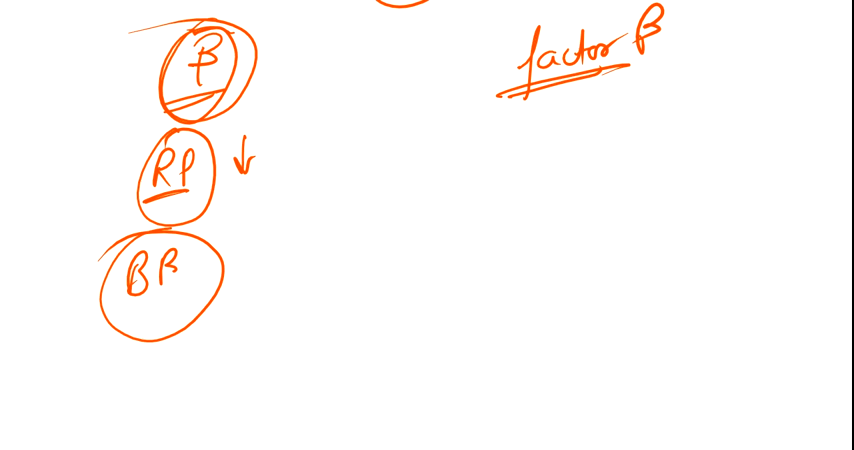 β
factor β
RP
BB